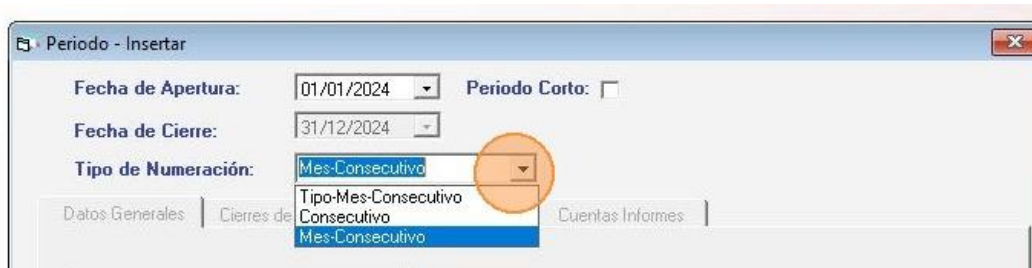 Periodo - Insertar
Fecha de Apertura: 01/01/2024 Periodo Corto:
Fecha de Cierre: 31/12/2024
Tipo de Numeración: Mes-Consecutivo
Tipo-Mes-Consecutivo
Datos Generales Cierres de Consecutivo Cuentas Informes
Mes-Consecutivo